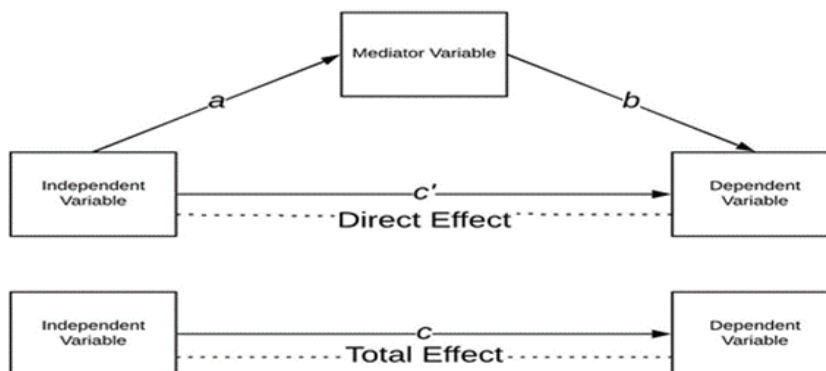 Mediator Variable
a
b
Independent
Variable
c'
Dependent
Variable
Direct Effect
Independent
Variable
c
Dependent
Variable
Total Effect